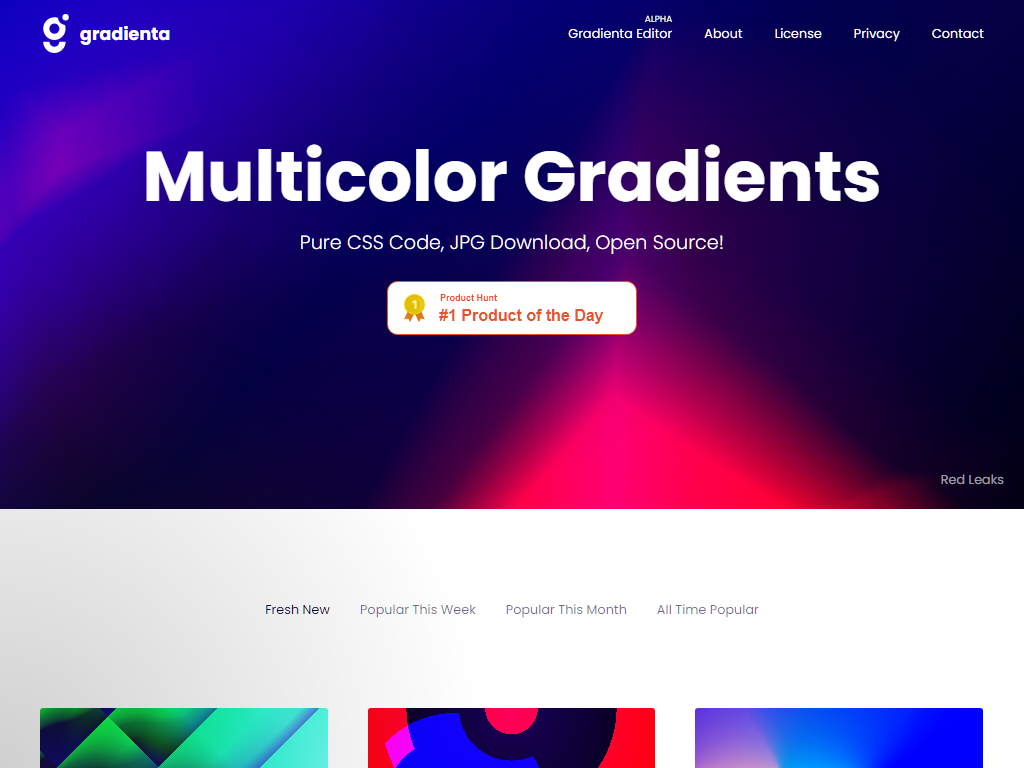 gradienta
ALPHA
Gradienta Editor
About
License
Privacy
Contact
Multicolor Gradients
Pure CSS Code, JPG Download, Open Source!
1
Product Hunt
#1 Product of the Day
Red Leaks
Fresh New
Popular This Week
Popular This Month
All Time Popular